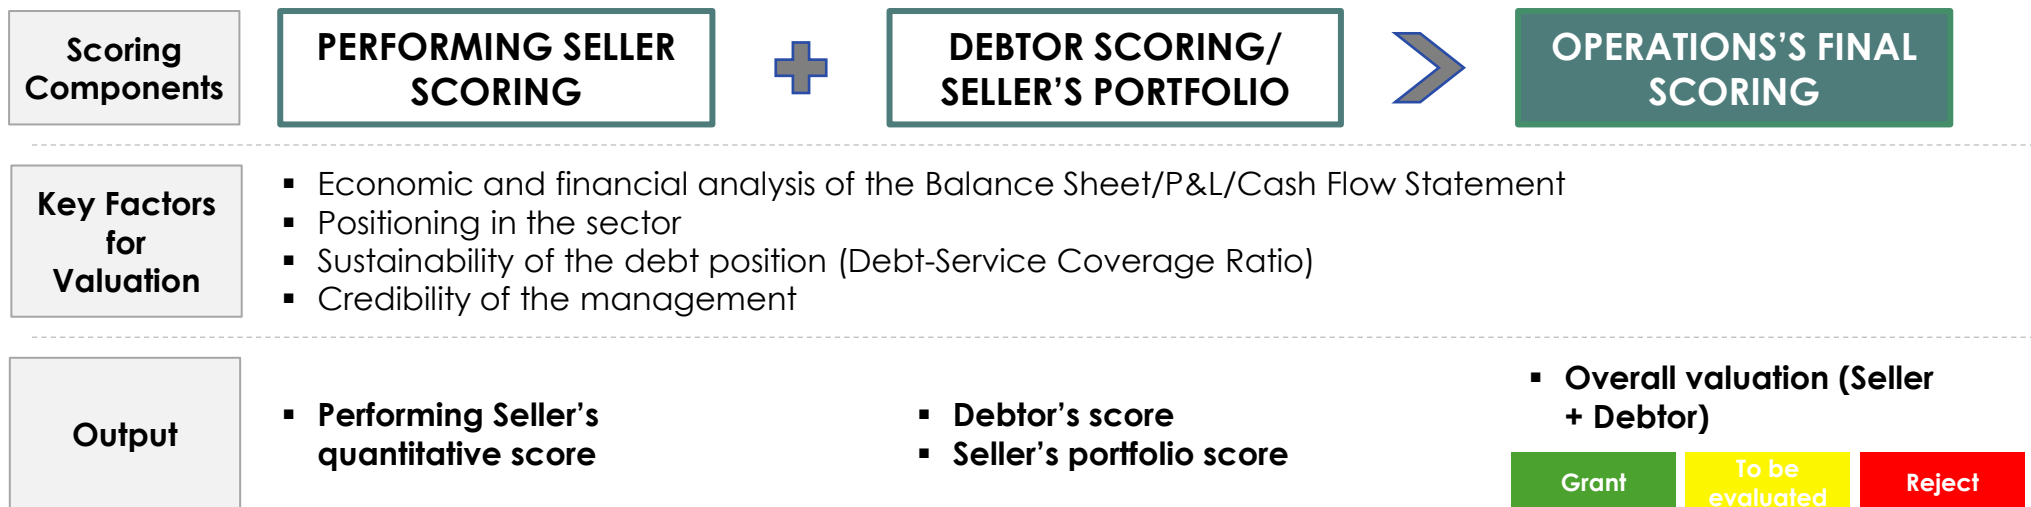 Scoring
Components
PERFORMING SELLER
SCORING
DEBTOR SCORING/
SELLER’S PORTFOLIO
OPERATIONS’S FINAL
SCORING
Key Factors
for
Valuation
▪ Economic and financial analysis of the Balance Sheet/P&L/Cash Flow Statement
▪ Positioning in the sector
▪ Sustainability of the debt position (Debt-Service Coverage Ratio)
▪ Credibility of the management
Output
▪ Performing Seller’s
quantitative score
▪ Debtor’s score
▪ Seller’s portfolio score
▪ Overall valuation (Seller
+ Debtor)
Grant
To be
evaluated
Reject